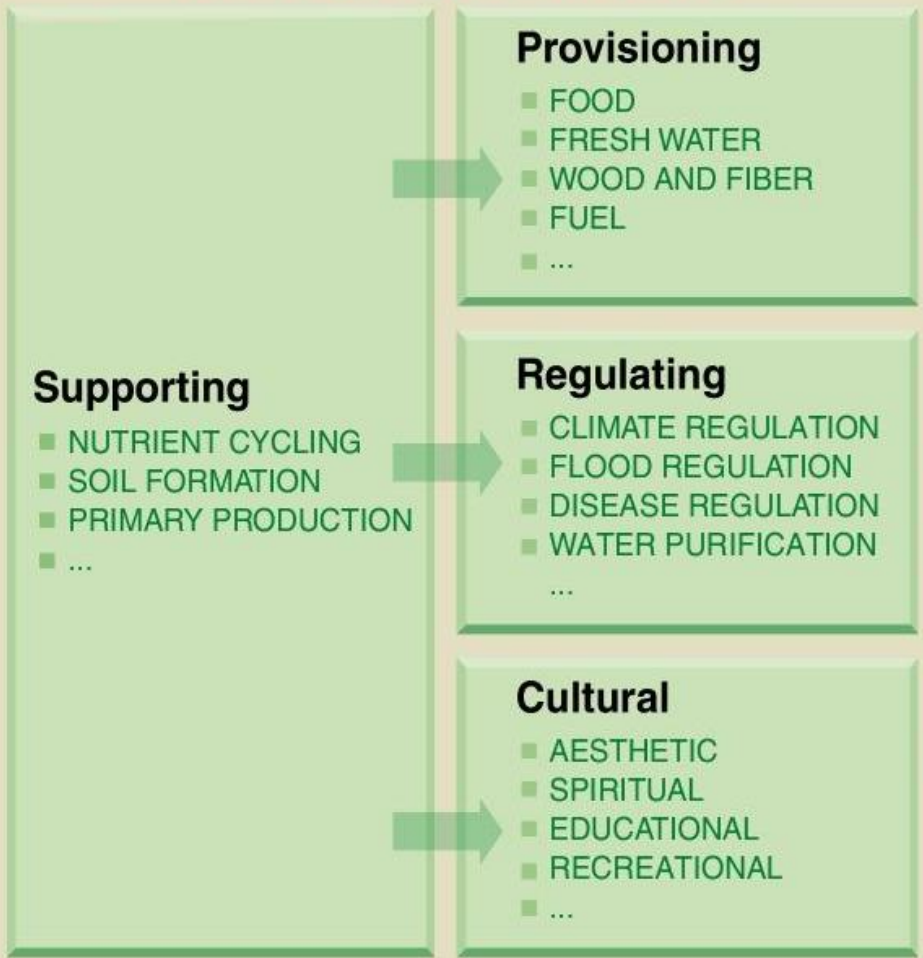 Supporting
NUTRIENT CYCLING
SOIL FORMATION
PRIMARY PRODUCTION
...
Provisioning
FOOD
FRESH WATER
WOOD AND FIBER
FUEL
...
Regulating
CLIMATE REGULATION
FLOOD REGULATION
DISEASE REGULATION
WATER PURIFICATION
...
Cultural
AESTHETIC
SPIRITUAL
EDUCATIONAL
RECREATIONAL
...